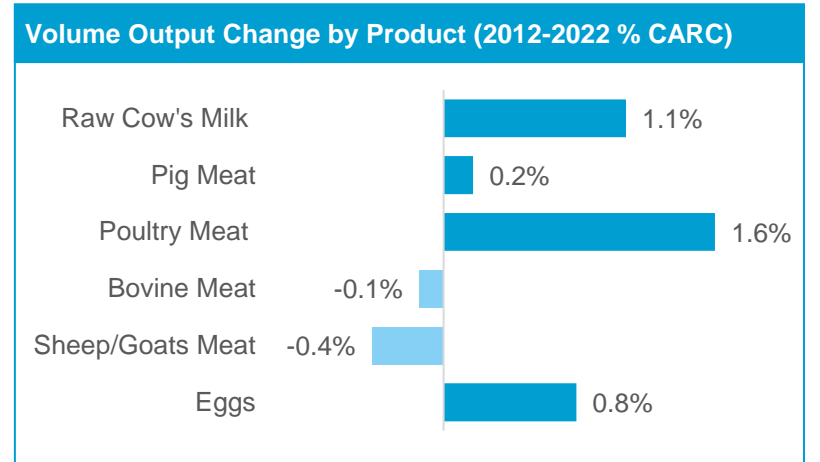 Volume Output Change by Product (2012-2022 % CARC)
Raw Cow's Milk 1.1%
Pig Meat 0.2%
Poultry Meat 1.6%
Bovine Meat -0.1%
Sheep/Goats Meat -0.4%
Eggs 0.8%